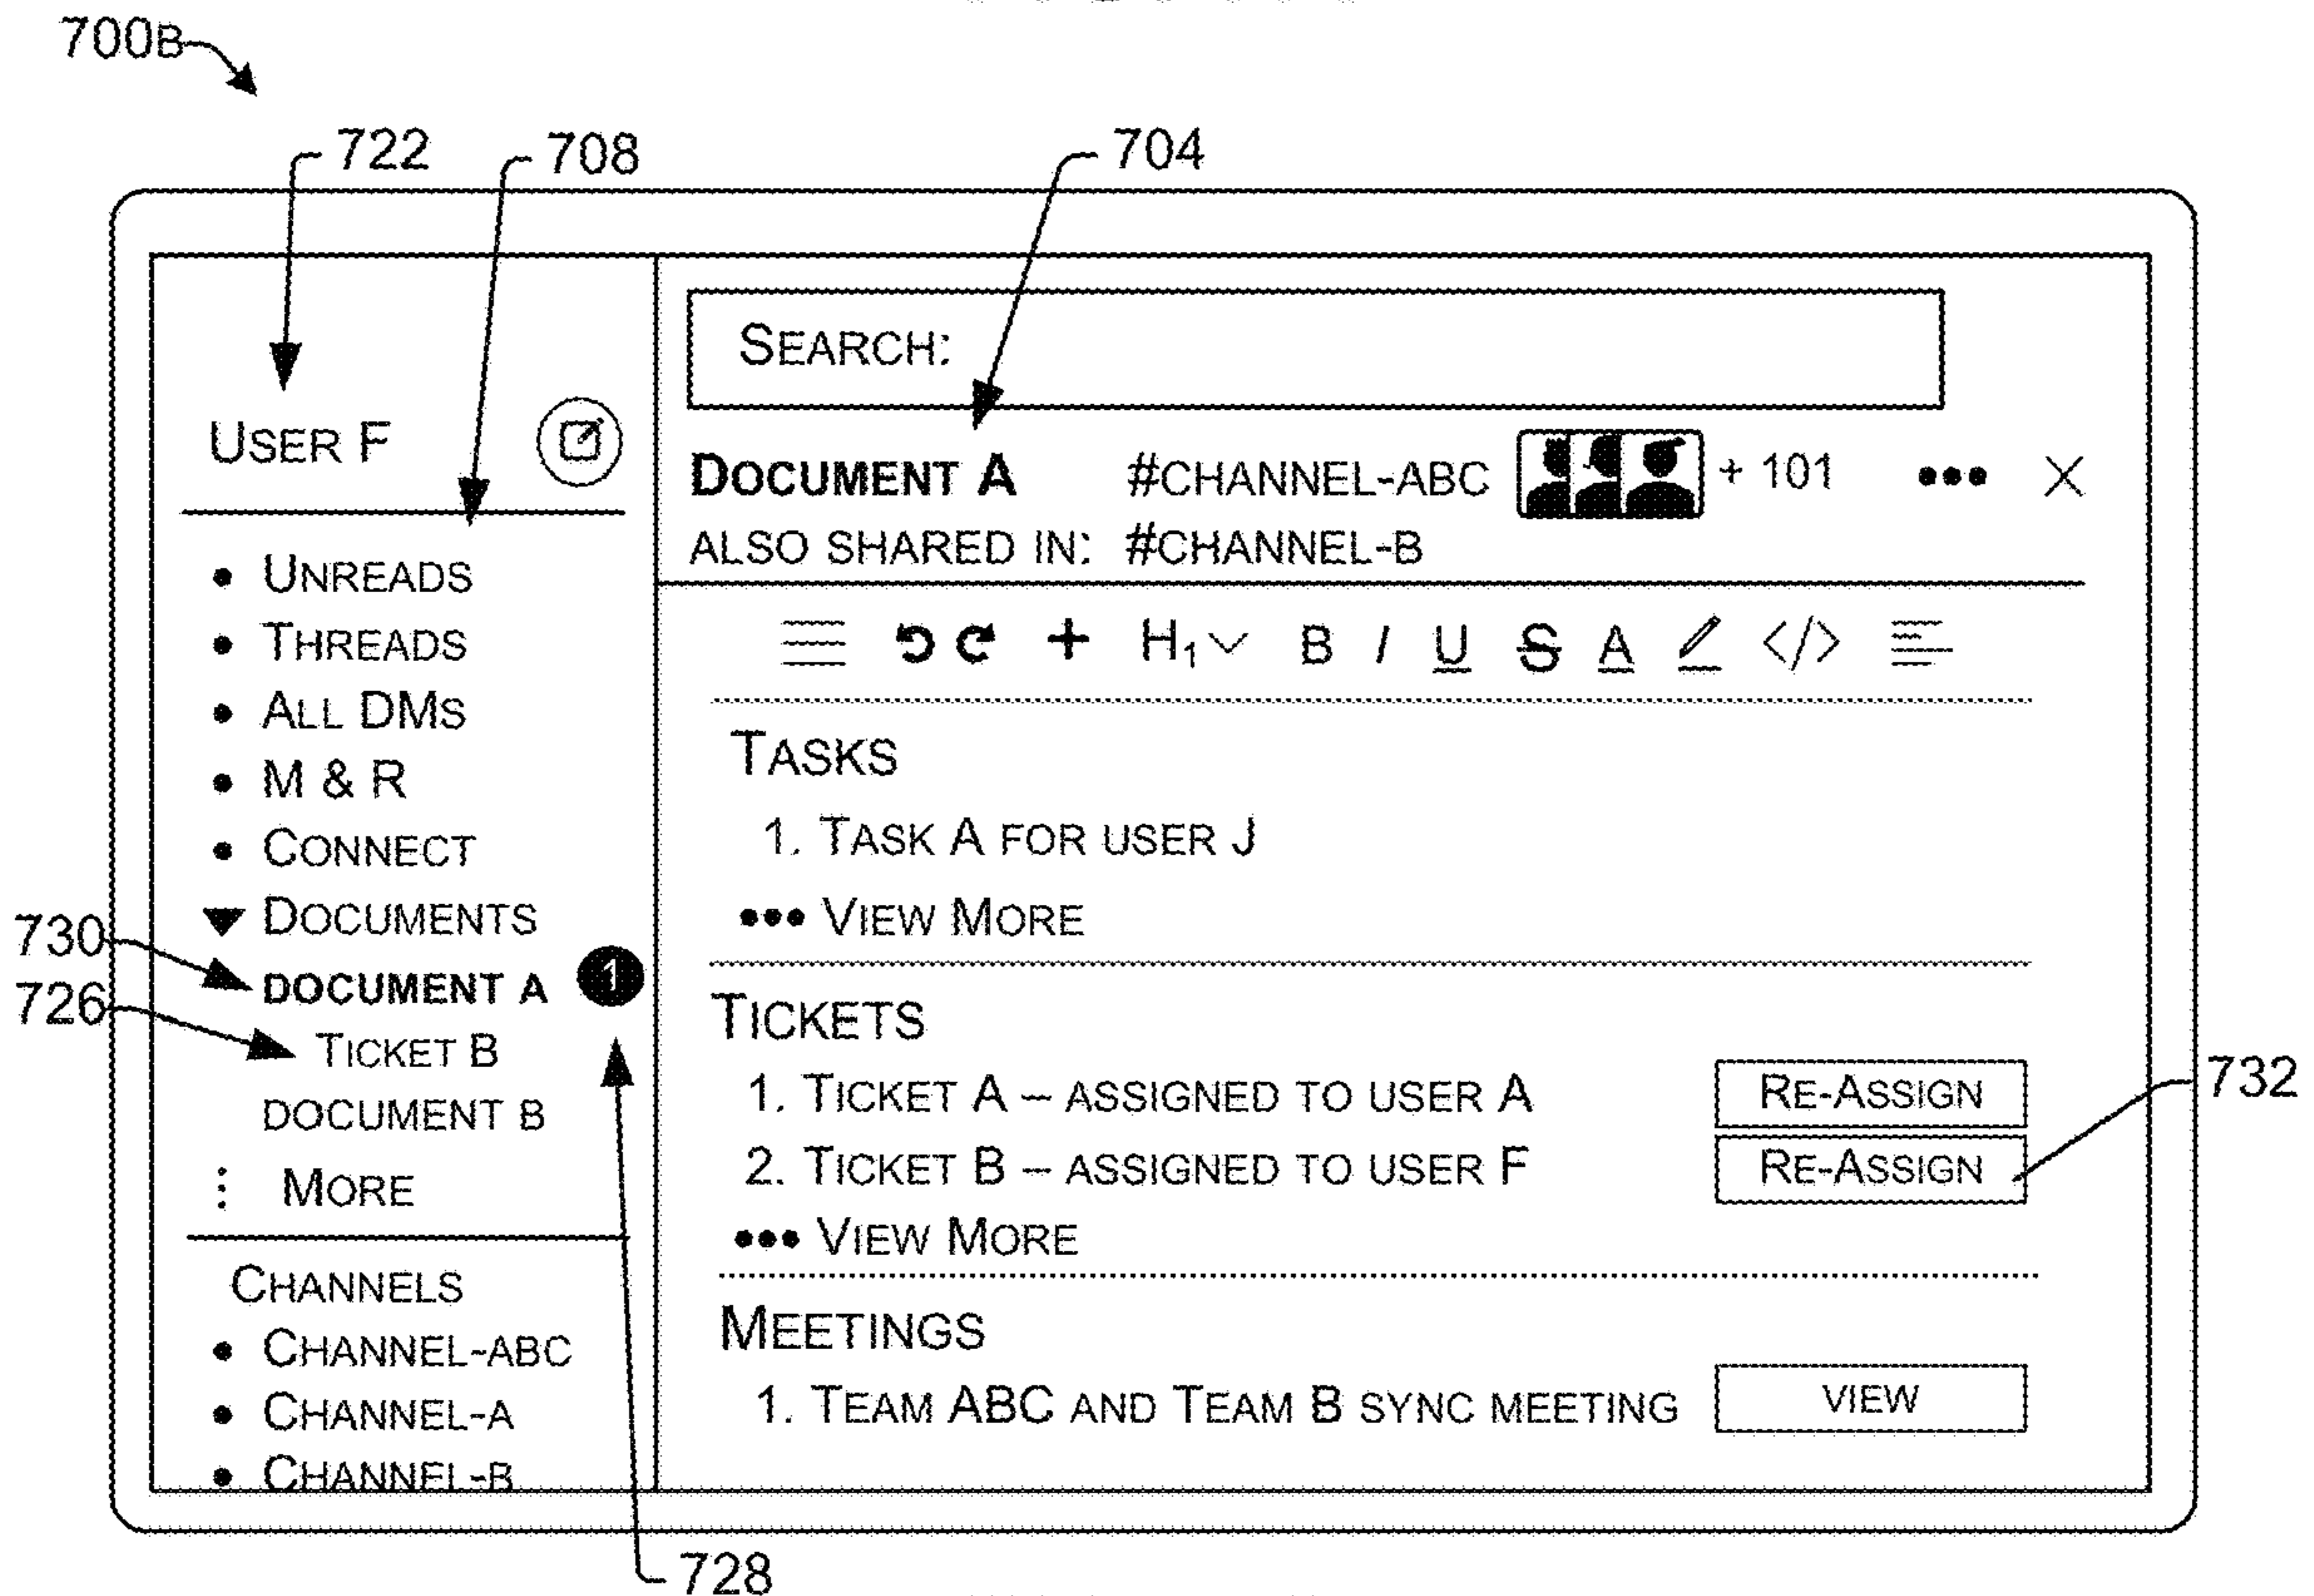 700B
722
708
704
USER F
UNREADS
THREADS
ALL DMS
M & R
CONNECT
DOCUMENTS
730
DOCUMENT A
1
726
TICKET B
DOCUMENT B
MORE
CHANNELS
CHANNEL-ABC
CHANNEL-A
CHANNEL-B
728
SEARCH:
DOCUMENT A #CHANNEL-ABC + 101 ••• X
ALSO SHARED IN: #CHANNEL-B
+ H1 B I U S A </>
TASKS
1. TASK A FOR USER J
••• VIEW MORE
TICKETS
1. TICKET A – ASSIGNED TO USER A RE-ASSIGN
2. TICKET B – ASSIGNED TO USER F RE-ASSIGN
732
••• VIEW MORE
MEETINGS
1. TEAM ABC AND TEAM B SYNC MEETING VIEW